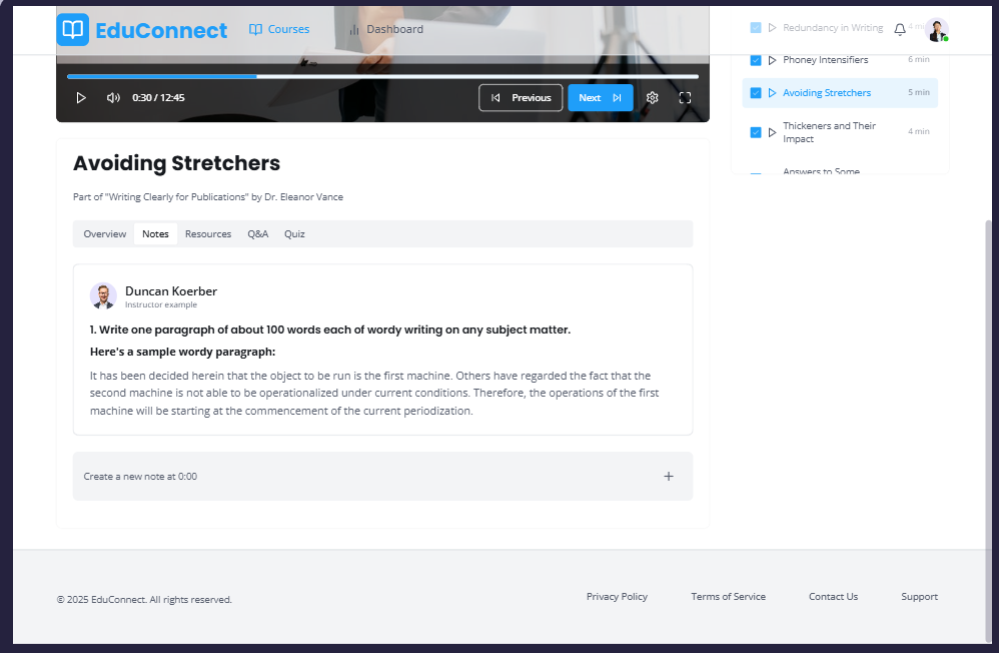 EduConnect
Courses
Dashboard
0:30 / 12:45
Previous
Next
Redundancy in Writing
4 min
Phoney Intensifiers
6 min
Avoiding Stretchers
5 min
Thickeners and Their
Impact
4 min
Answers to Some
Avoiding Stretchers
Part of "Writing Clearly for Publications" by Dr. Eleanor Vance
Overview
Notes
Resources
Q&A
Quiz
Duncan Koerber
Instructor example
1. Write one paragraph of about 100 words each of wordy writing on any subject matter.
Here's a sample wordy paragraph:
It has been decided herein that the object to be run is the first machine. Others have regarded the fact that the
second machine is not able to be operationalized under current conditions. Therefore, the operations of the first
machine will be starting at the commencement of the current periodization.
Create a new note at 0:00
© 2025 EduConnect. All rights reserved.
Privacy Policy
Terms of Service
Contact Us
Support